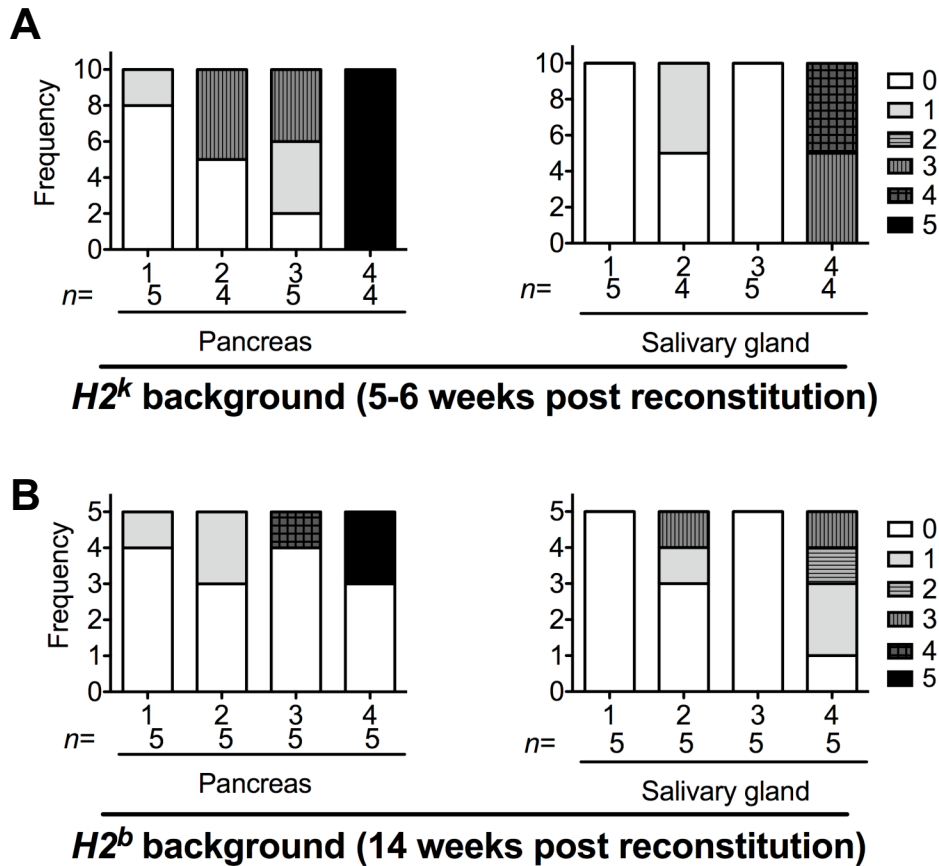 A
Frequency
10
8
6
4
2
0
1 2 3 4
n= 5 4 5 4
Pancreas
10
8
6
4
2
0
1 2 3 4
n= 5 4 5 4
Salivary gland
0
1
2
3
4
5
H2k background (5-6 weeks post reconstitution)
B
Frequency
5
4
3
2
1
0
1 2 3 4
n= 5 5 5 5
Pancreas
5
4
3
2
1
0
1 2 3 4
n= 5 5 5 5
Salivary gland
0
1
2
3
4
5
H2b background (14 weeks post reconstitution)